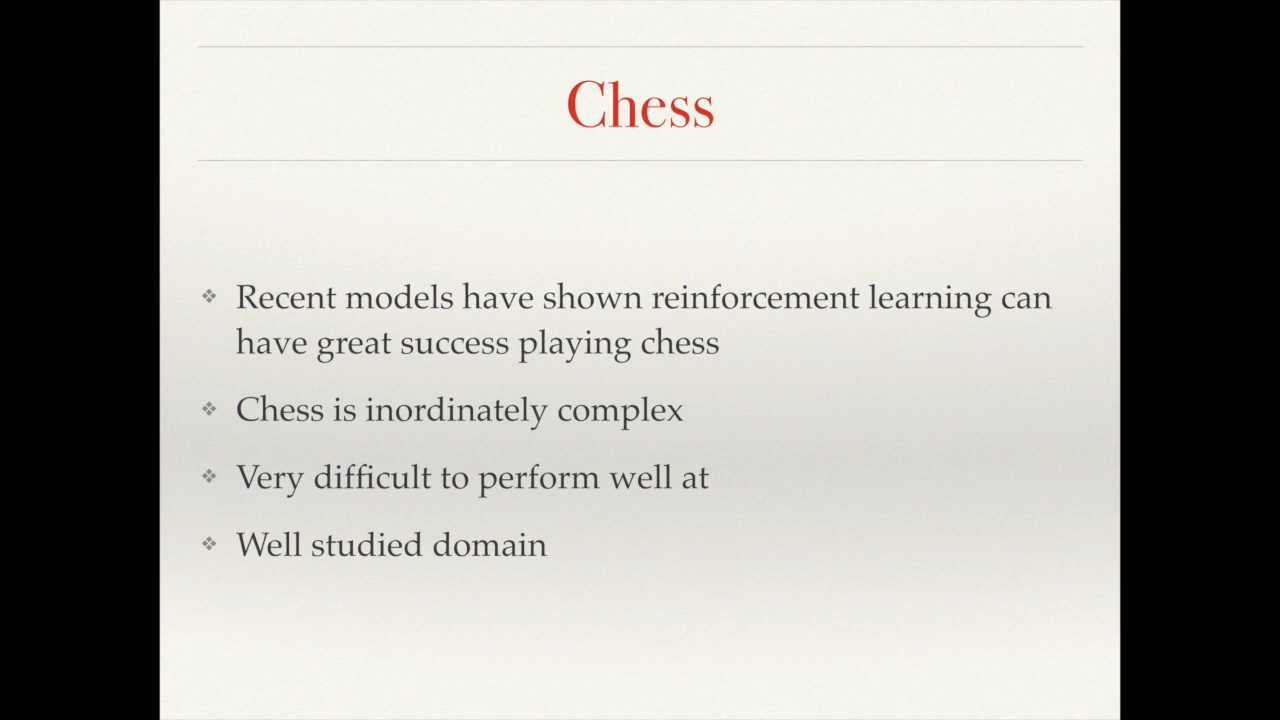 Chess
Recent models have shown reinforcement learning can
have great success playing chess
Chess is inordinately complex
Very difficult to perform well at
Well studied domain